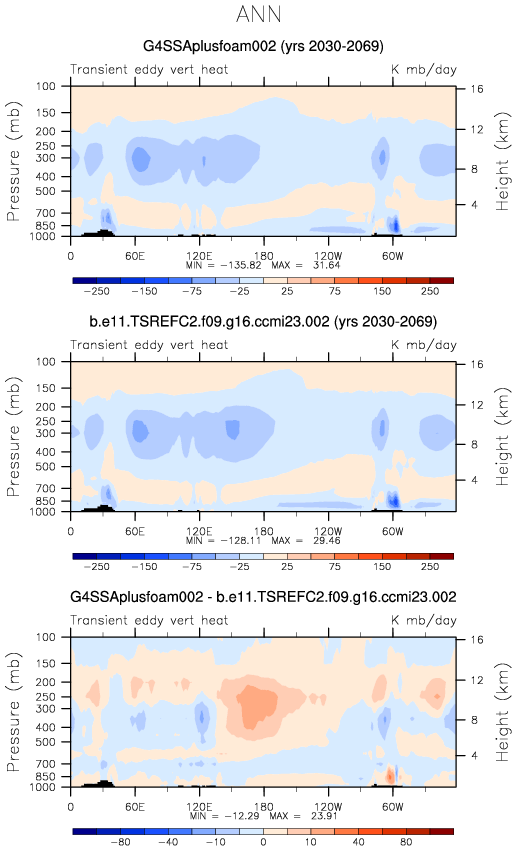 ANN
G4SSAplusfoam002 (yrs 2030-2069)
Transient eddy vert heat K mb/day
Pressure (mb)
100
150
200
250
300
400
500
700
850
1000
16
12
8
4
Height (km)
0 60E 120E 180 120W 60W
MIN = -135.82 MAX = 31.64
-250 -150 -75 -25 25 75 150 250
b.e11.TSREFC2.f09.g16.ccmi23.002 (yrs 2030-2069)
Transient eddy vert heat K mb/day
Pressure (mb)
100
150
200
250
300
400
500
700
850
1000
16
12
8
4
Height (km)
0 60E 120E 180 120W 60W
MIN = -128.11 MAX = 29.46
-250 -150 -75 -25 25 75 150 250
G4SSAplusfoam002 - b.e11.TSREFC2.f09.g16.ccmi23.002
Transient eddy vert heat K mb/day
Pressure (mb)
100
150
200
250
300
400
500
700
850
1000
16
12
8
4
Height (km)
0 60E 120E 180 120W 60W
MIN = -12.29 MAX = 23.91
-80 -40 -10 0 10 40 80